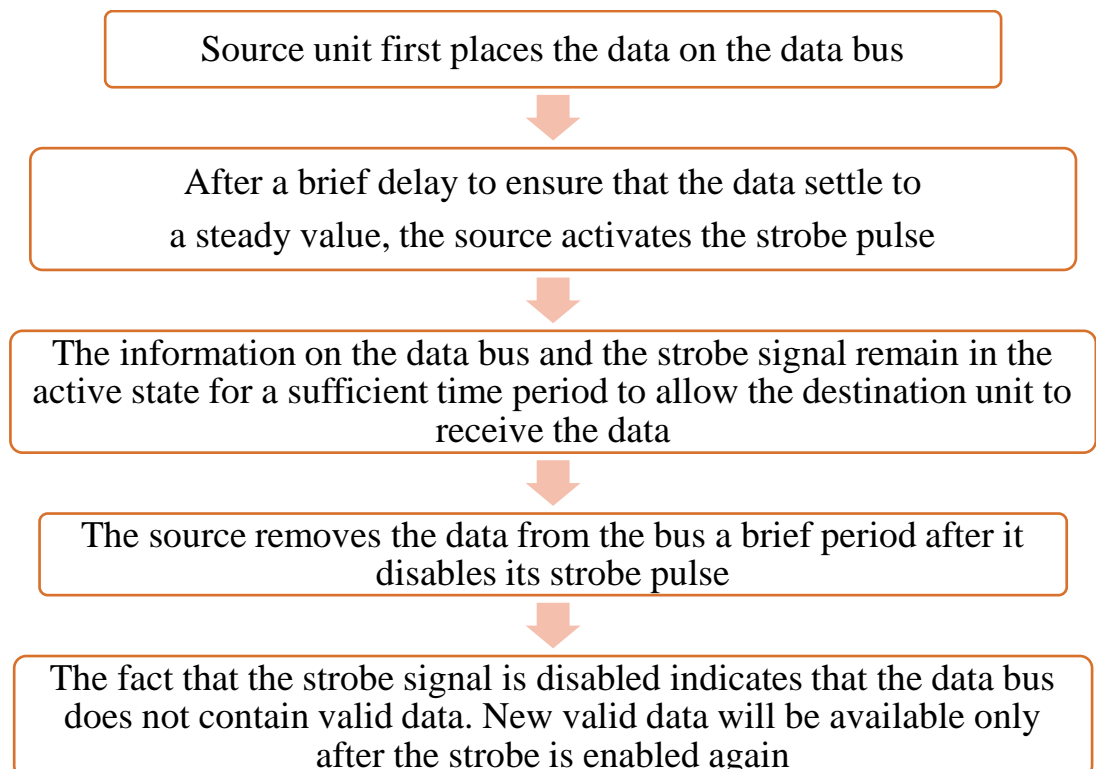 Source unit first places the data on the data bus
After a brief delay to ensure that the data settle to
a steady value, the source activates the strobe pulse
The information on the data bus and the strobe signal remain in the
active state for a sufficient time period to allow the destination unit to
receive the data
The source removes the data from the bus a brief period after it
disables its strobe pulse
The fact that the strobe signal is disabled indicates that the data bus
does not contain valid data. New valid data will be available only
after the strobe is enabled again